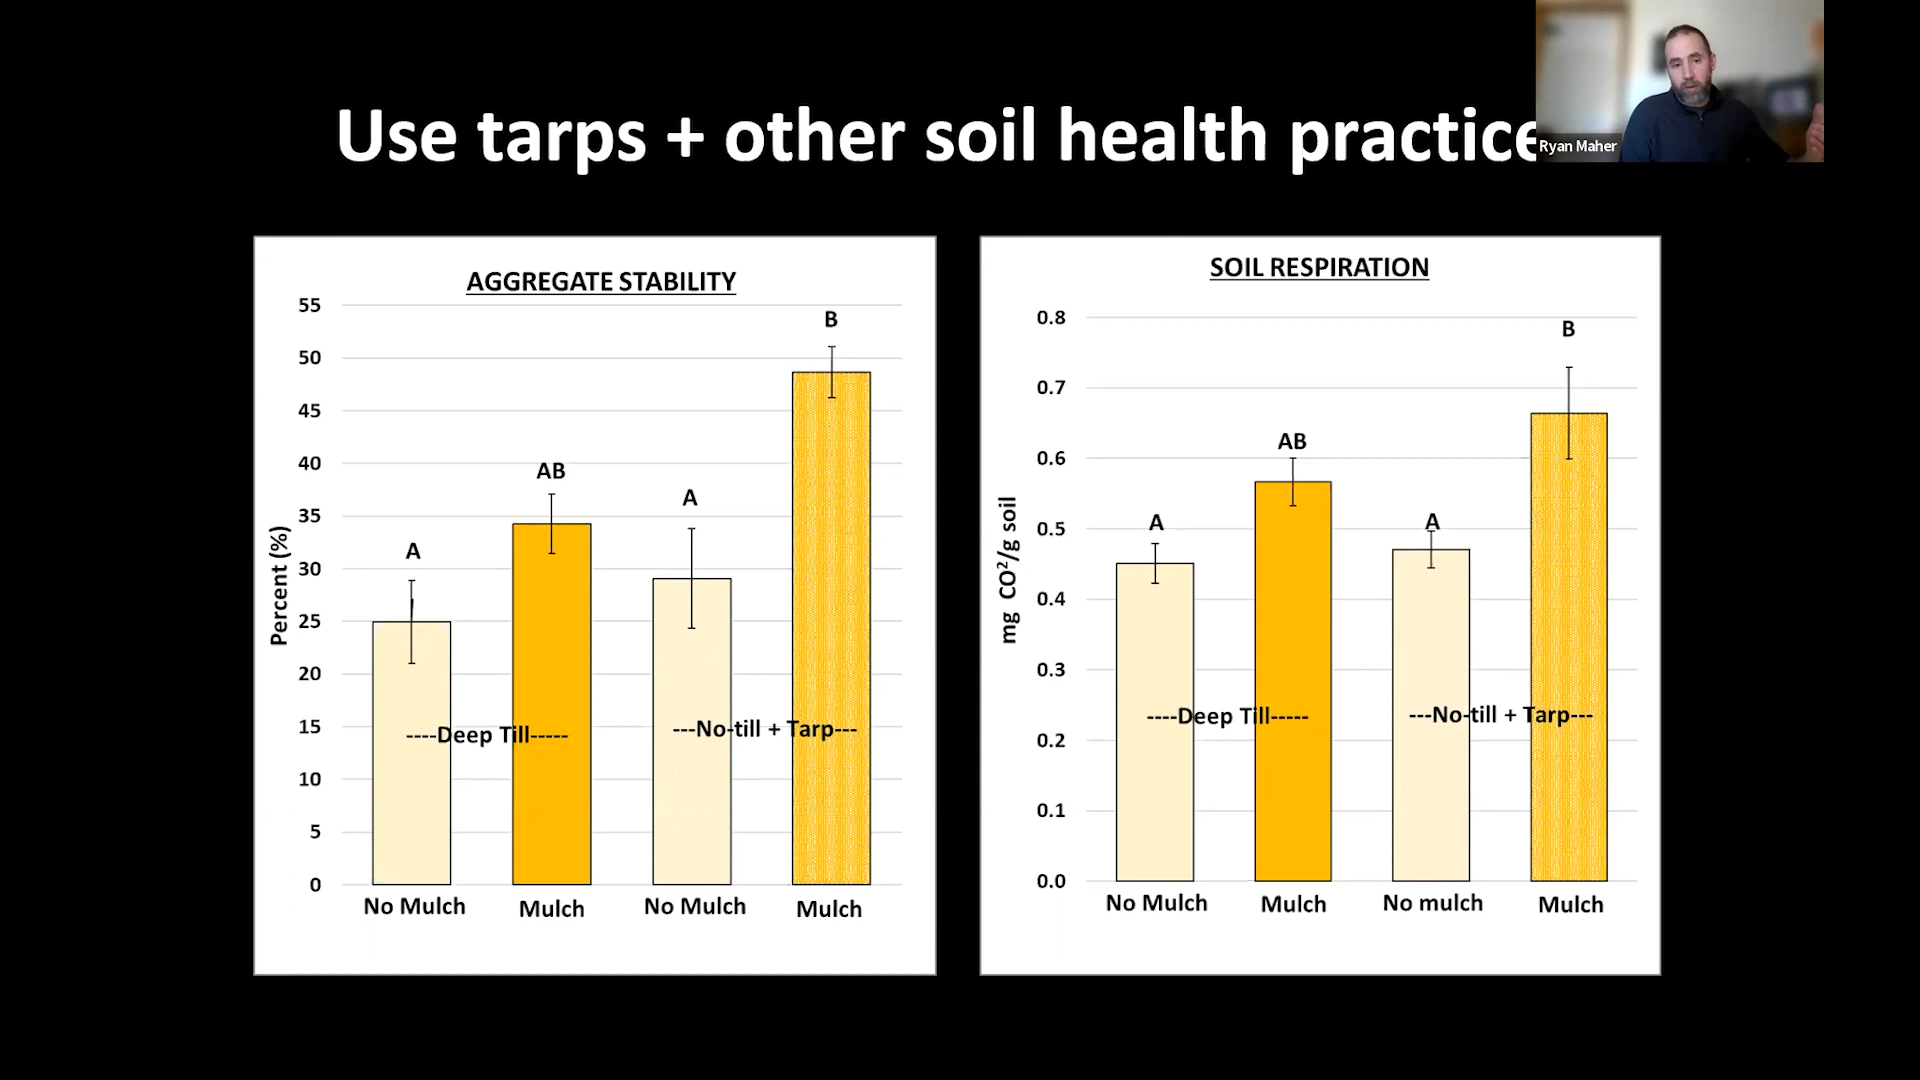 Use tarps + other soil health practice
Ryan Maher
AGGREGATE STABILITY
55
50
45
40
35
30
25
20
15
10
5
0
Percent (%)
A
AB
A
B
----Deep Till-----
---No-till + Tarp---
No Mulch
Mulch
No Mulch
Mulch
SOIL RESPIRATION
0.8
0.7
0.6
0.5
0.4
0.3
0.2
0.1
0.0
mg CO²/g soil
A
AB
A
B
----Deep Till-----
---No-till + Tarp---
No Mulch
Mulch
No mulch
Mulch